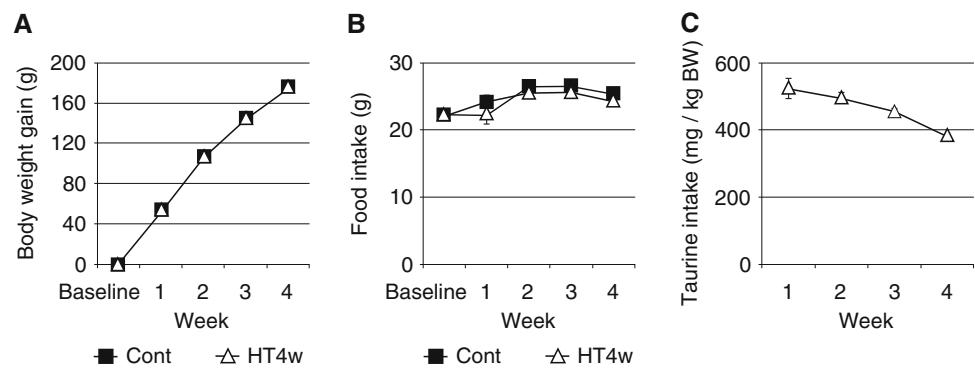 A
Body weight gain (g)
200
160
120
80
40
0
Baseline 1 2 3 4
Week
Cont HT4w
B
Food intake (g)
30
20
10
0
Baseline 1 2 3 4
Week
Cont HT4w
C
Taurine intake (mg / kg BW)
600
400
200
0
1 2 3 4
Week